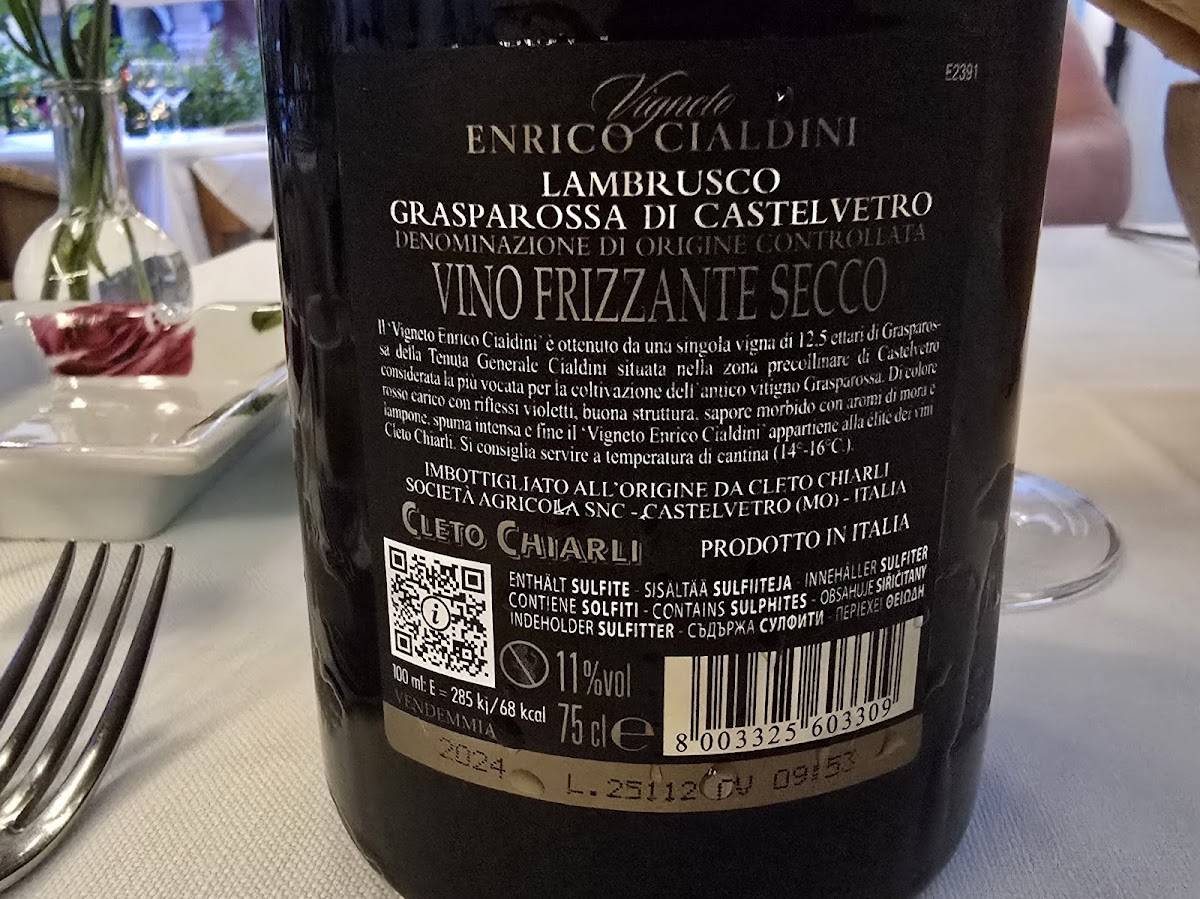 E2391
Vigneto
ENRICO CIALDINI
LAMBRUSCO
GRASPAROSSA DI CASTELVETRO
DENOMINAZIONE DI ORIGINE CONTROLLATA
VINO FRIZZANTE SECCO
Il 'Vigneto Enrico Cialdini' è ottenuto da una singola vigna di 12.5 ettari di Grasparos-
sa della Tenuta Generale Cialdini situata nella zona precollinare di Castelvetro
considerata la più vocata per la coltivazione dell'antico vitigno Grasparossa. Di colore
rosso carico con riflessi violetti, buona struttura, sapore morbido con aromi di mora e
lampone, spuma intensa e fine il 'Vigneto Enrico Cialdini' appartiene alla élite dei vini
Cleto Chiarli. Si consiglia servire a temperatura di cantina (14°-16°C.).
IMBOTTIGLIATO ALL'ORIGINE DA CLETO CHIARLI
SOCIETÀ AGRICOLA SNC - CASTELVETRO (MO) - ITALIA
CLETO CHIARLI
PRODOTTO IN ITALIA
ENTHÄLT SULFITE - SISÄLTÄÄ SULFIITEJA - INNEHÅLLER SULFITER
CONTIENE SOLFITI - CONTAINS SULPHITES - OBSAHUJE SIŘIČITANY
INDEHOLDER SULFITTER - СЪДЪРЖА СУЛФИТИ - ΠΕΡΙΕΧΕΙ ΘΕΙΩΔΗ
i
11%vol
75 cl e
100 ml: E = 285 kj/68 kcal
8 003325 603309
VENDEMMIA
2024
L.25112 09:53